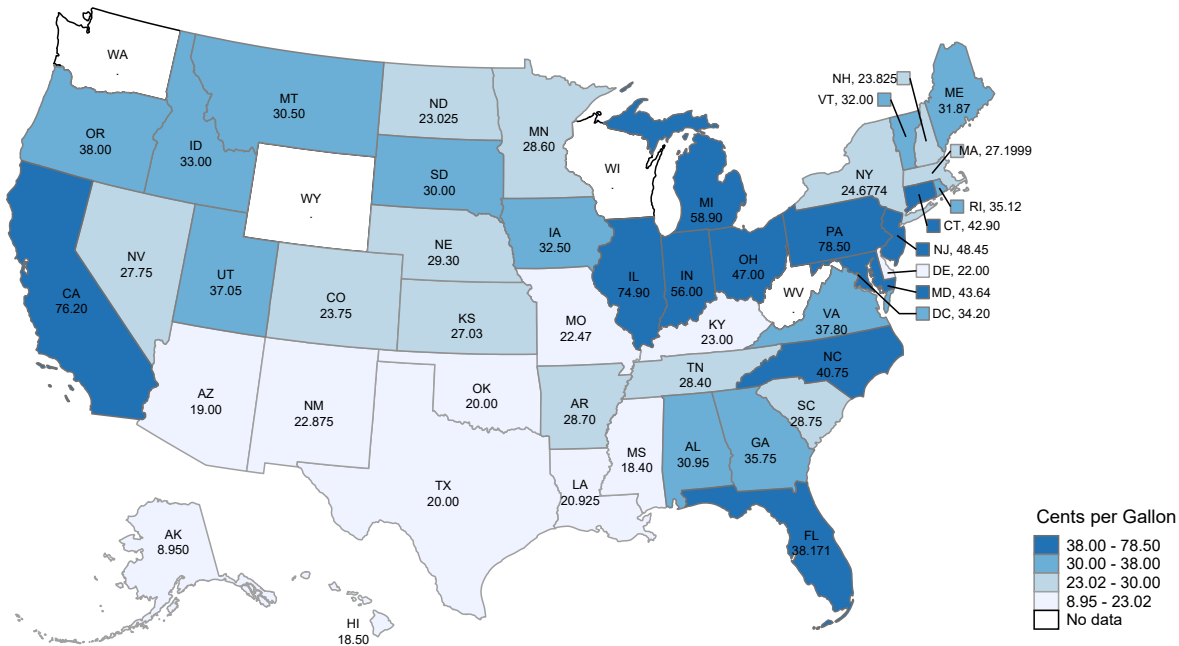 WA
.
MT
30.50
ND
23.025
MN
28.60
NH, 23.825
VT, 32.00
ME
31.87
OR
38.00
ID
33.00
SD
30.00
WI
.
MI
58.90
NY
24.6774
MA, 27.1999
RI, 35.12
CT, 42.90
NJ, 48.45
DE, 22.00
MD, 43.64
DC, 34.20
WY
.
IA
32.50
NE
29.30
PA
78.50
OH
47.00
IN
56.00
IL
74.90
NV
27.75
UT
37.05
CO
23.75
CA
76.20
KS
27.03
MO
22.47
KY
23.00
WV
.
VA
37.80
NC
40.75
TN
28.40
SC
28.75
AZ
19.00
NM
22.875
OK
20.00
AR
28.70
MS
18.40
AL
30.95
GA
35.75
TX
20.00
LA
20.925
FL
38.171
AK
8.950
HI
18.50
Cents per Gallon
38.00 - 78.50
30.00 - 38.00
23.02 - 30.00
8.95 - 23.02
No data